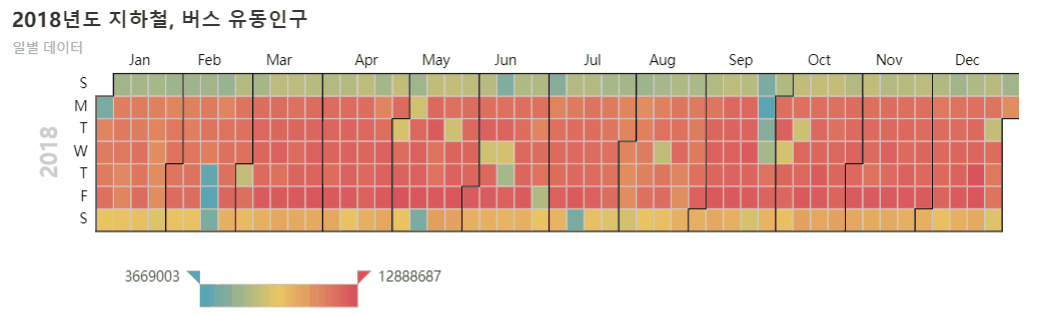 2018년도 지하철, 버스 유동인구
일별 데이터
Jan Feb Mar Apr May Jun Jul Aug Sep Oct Nov Dec
S
M
T
W
T
F
S
2018
3669003 12888687